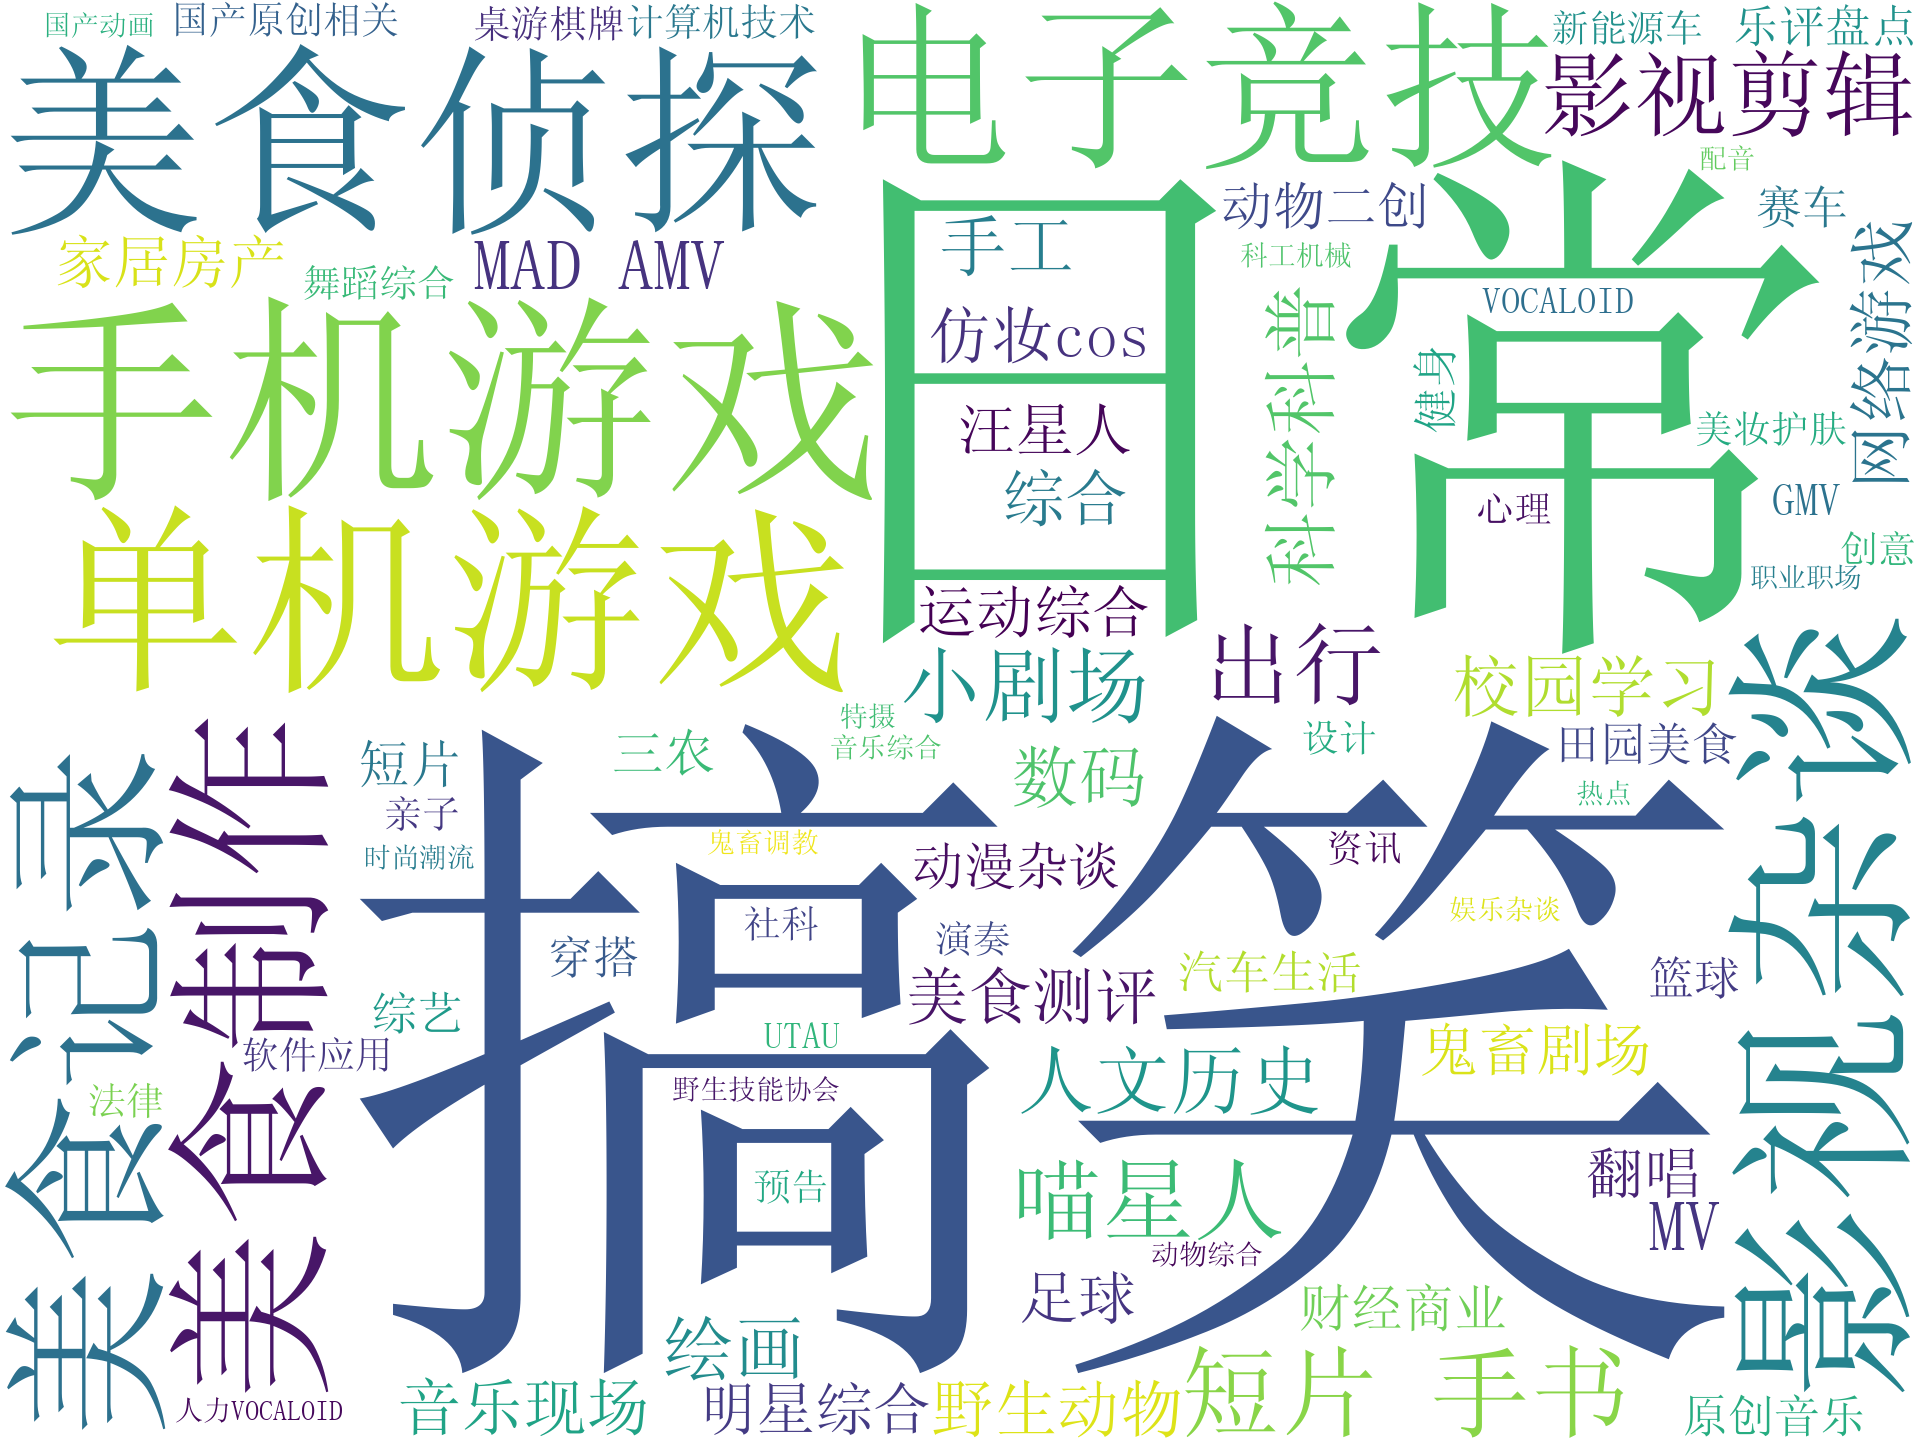 国产动画
国产原创相关
桌游棋牌
计算机技术
新能源车
乐评盘点
美食侦探
电子竞技
影视剪辑
配音
动物二创
赛车
家居房产
舞蹈综合
MAD AMV
手工
科工机械
网络游戏
日常
VOCALOID
手机游戏
仿妆cos
科学科普
健身
汪星人
美妆护肤
综合
心理
GMV
单机游戏
创意
职业职场
运动综合
小剧场
出行
校园学习
影视杂谈
特摄
音乐综合
设计
田园美食
美食记录
美食制作
短片
三农
数码
热点
亲子
时尚潮流
鬼畜调教
动漫杂谈
资讯
搞笑
社科
娱乐杂谈
穿搭
演奏
美食测评
汽车生活
篮球
综艺
UTAU
软件应用
人文历史
鬼畜剧场
法律
野生技能协会
预告
喵星人
翻唱
MV
动物综合
足球
财经商业
绘画
短片 手书
音乐现场
明星综合
野生动物
原创音乐
人力VOCALOID